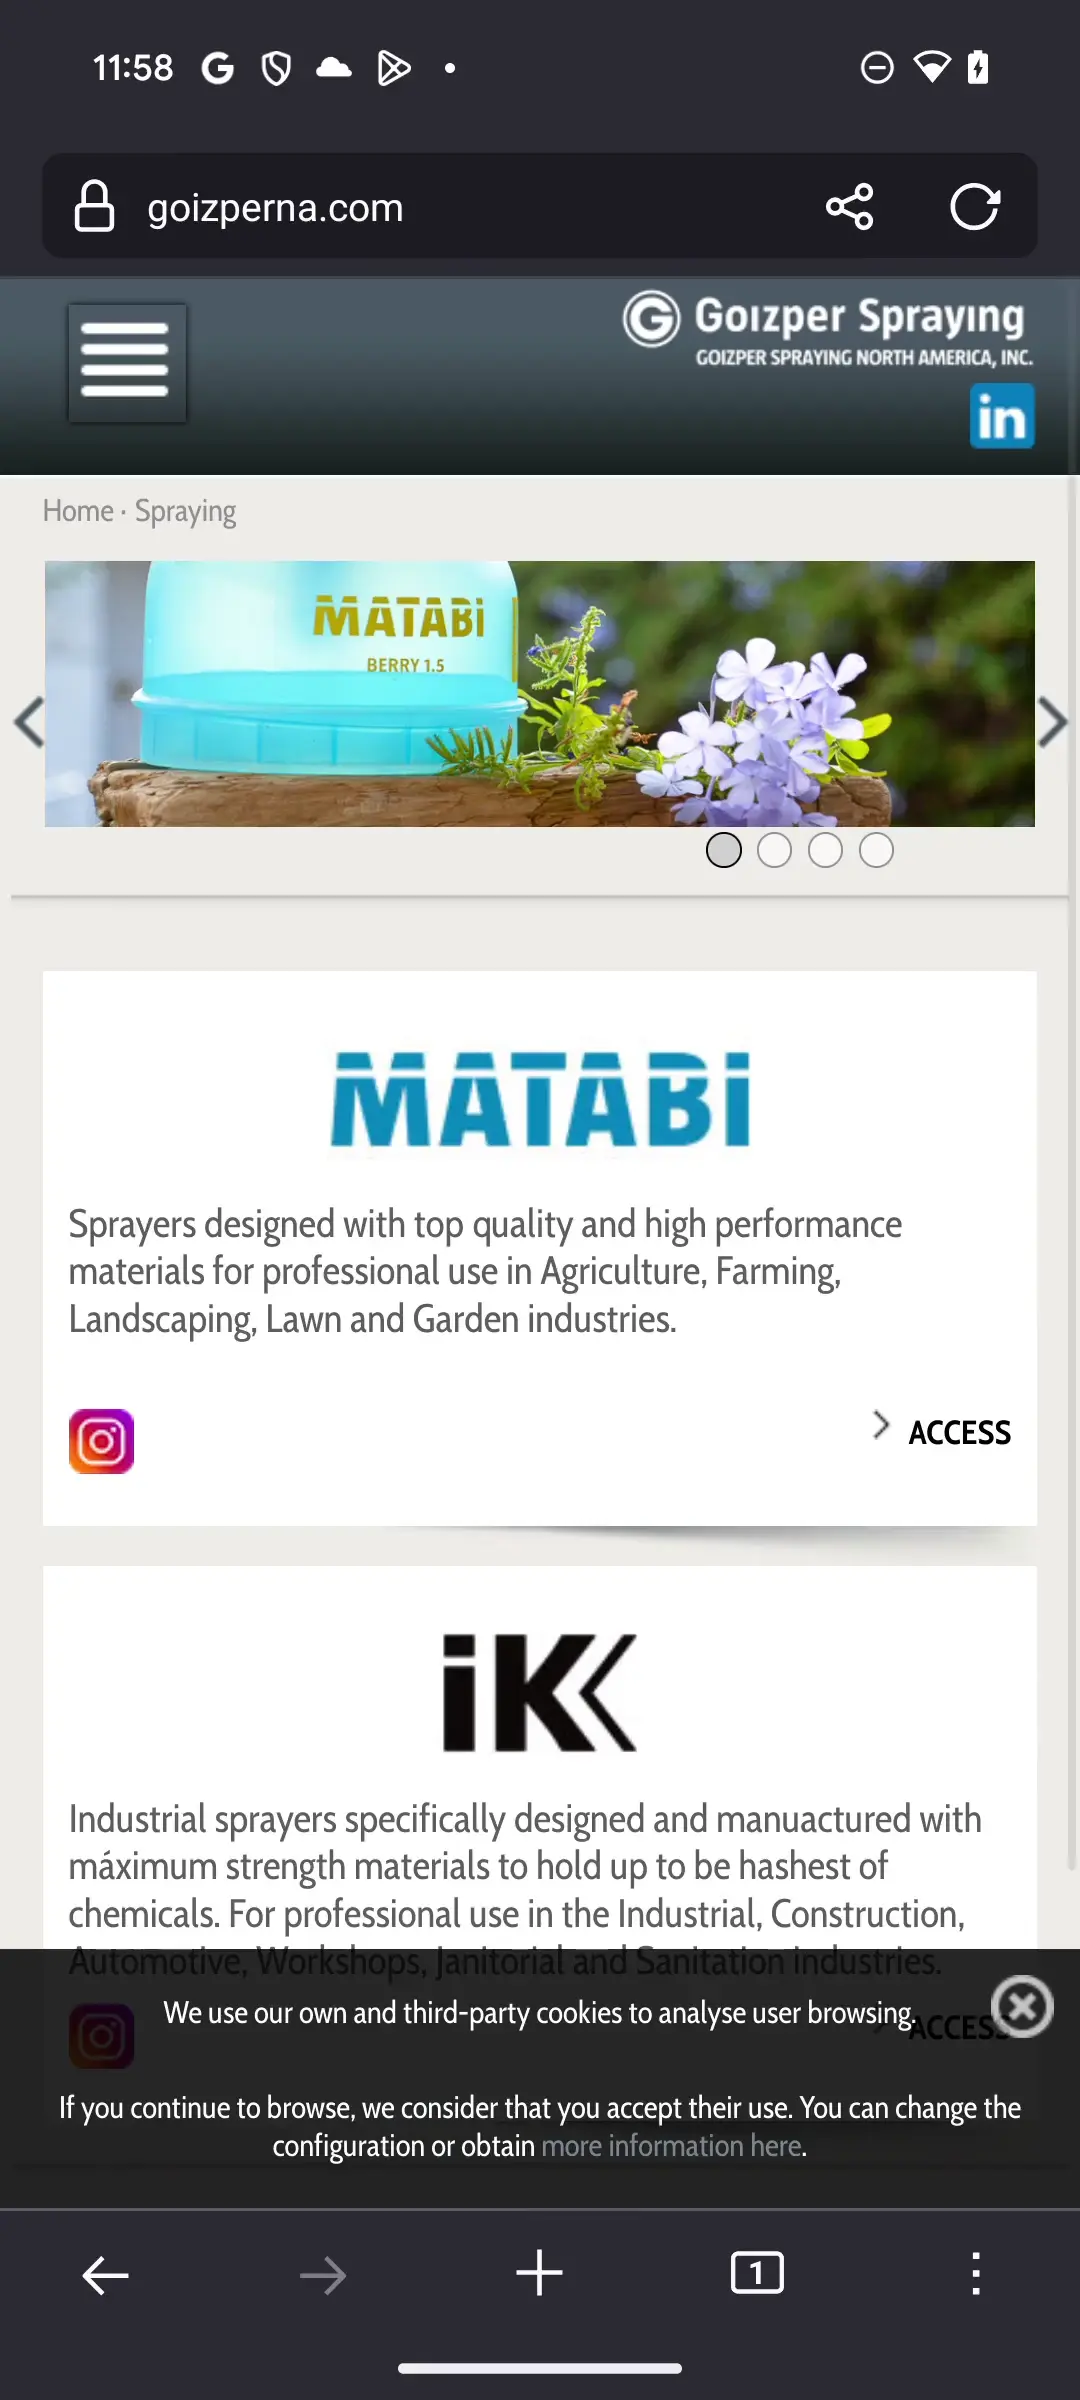 11:58
goizperna.com
Goizper Spraying
GOIZPER SPRAYING NORTH AMERICA, INC.
in
Home · Spraying
MATABi
BERRY 1.5
MATABi
Sprayers designed with top quality and high performance
materials for professional use in Agriculture, Farming,
Landscaping, Lawn and Garden industries.
ACCESS
iK
Industrial sprayers specifically designed and manuactured with
máximum strength materials to hold up to be hashest of
chemicals. For professional use in the Industrial, Construction,
Automotive, Workshops, Janitorial and Sanitation Industries.
ACCESS
We use our own and third-party cookies to analyse user browsing.
If you continue to browse, we consider that you accept their use. You can change the
configuration or obtain more information here.
1